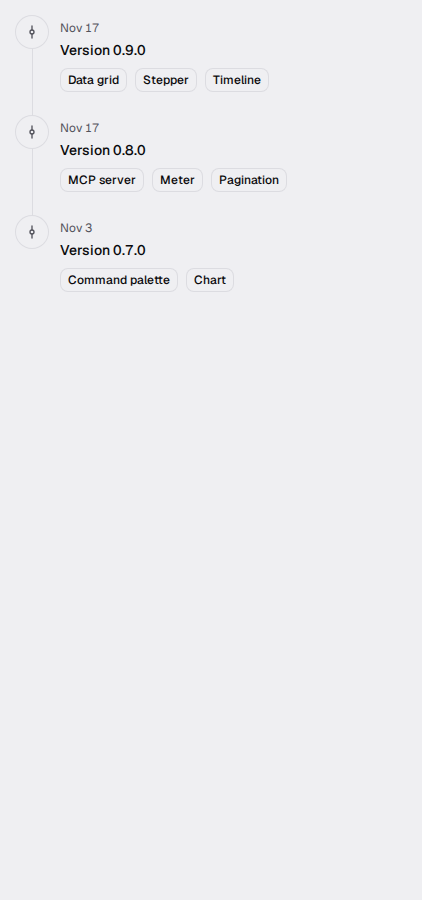 Nov 17
Version 0.9.0
Data grid Stepper Timeline
Nov 17
Version 0.8.0
MCP server Meter Pagination
Nov 3
Version 0.7.0
Command palette Chart